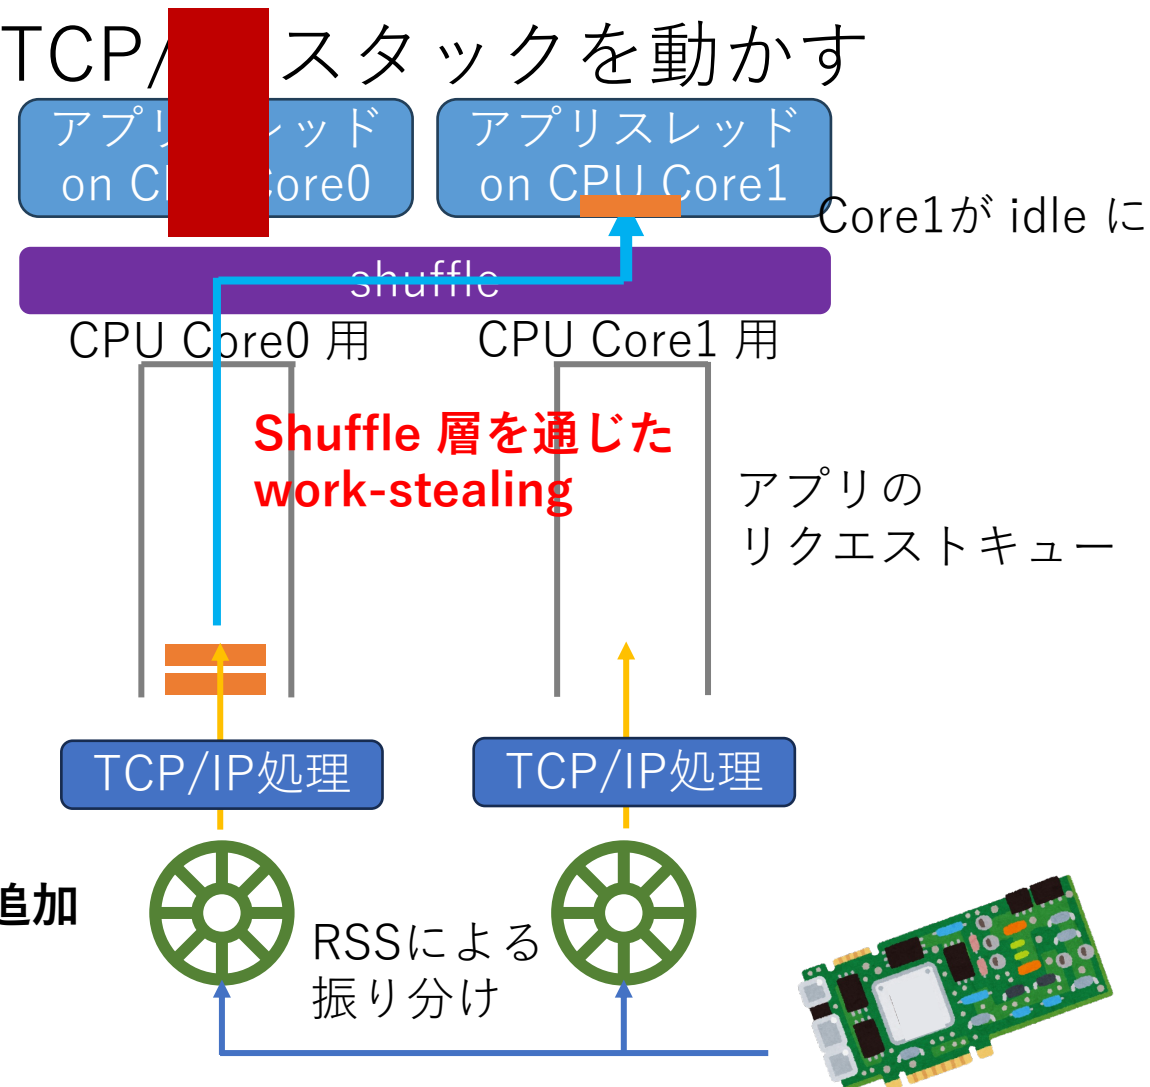 TCP/ スタックを動かす
アプリ レッド
on C ore0
アプリスレッド
on CPU Core1
Core1が idle に
shuffle
CPU Core0 用
CPU Core1 用
Shuffle 層を通じた
work-stealing
アプリの
リクエストキュー
TCP/IP処理
TCP/IP処理
追加
RSSによる
振り分け